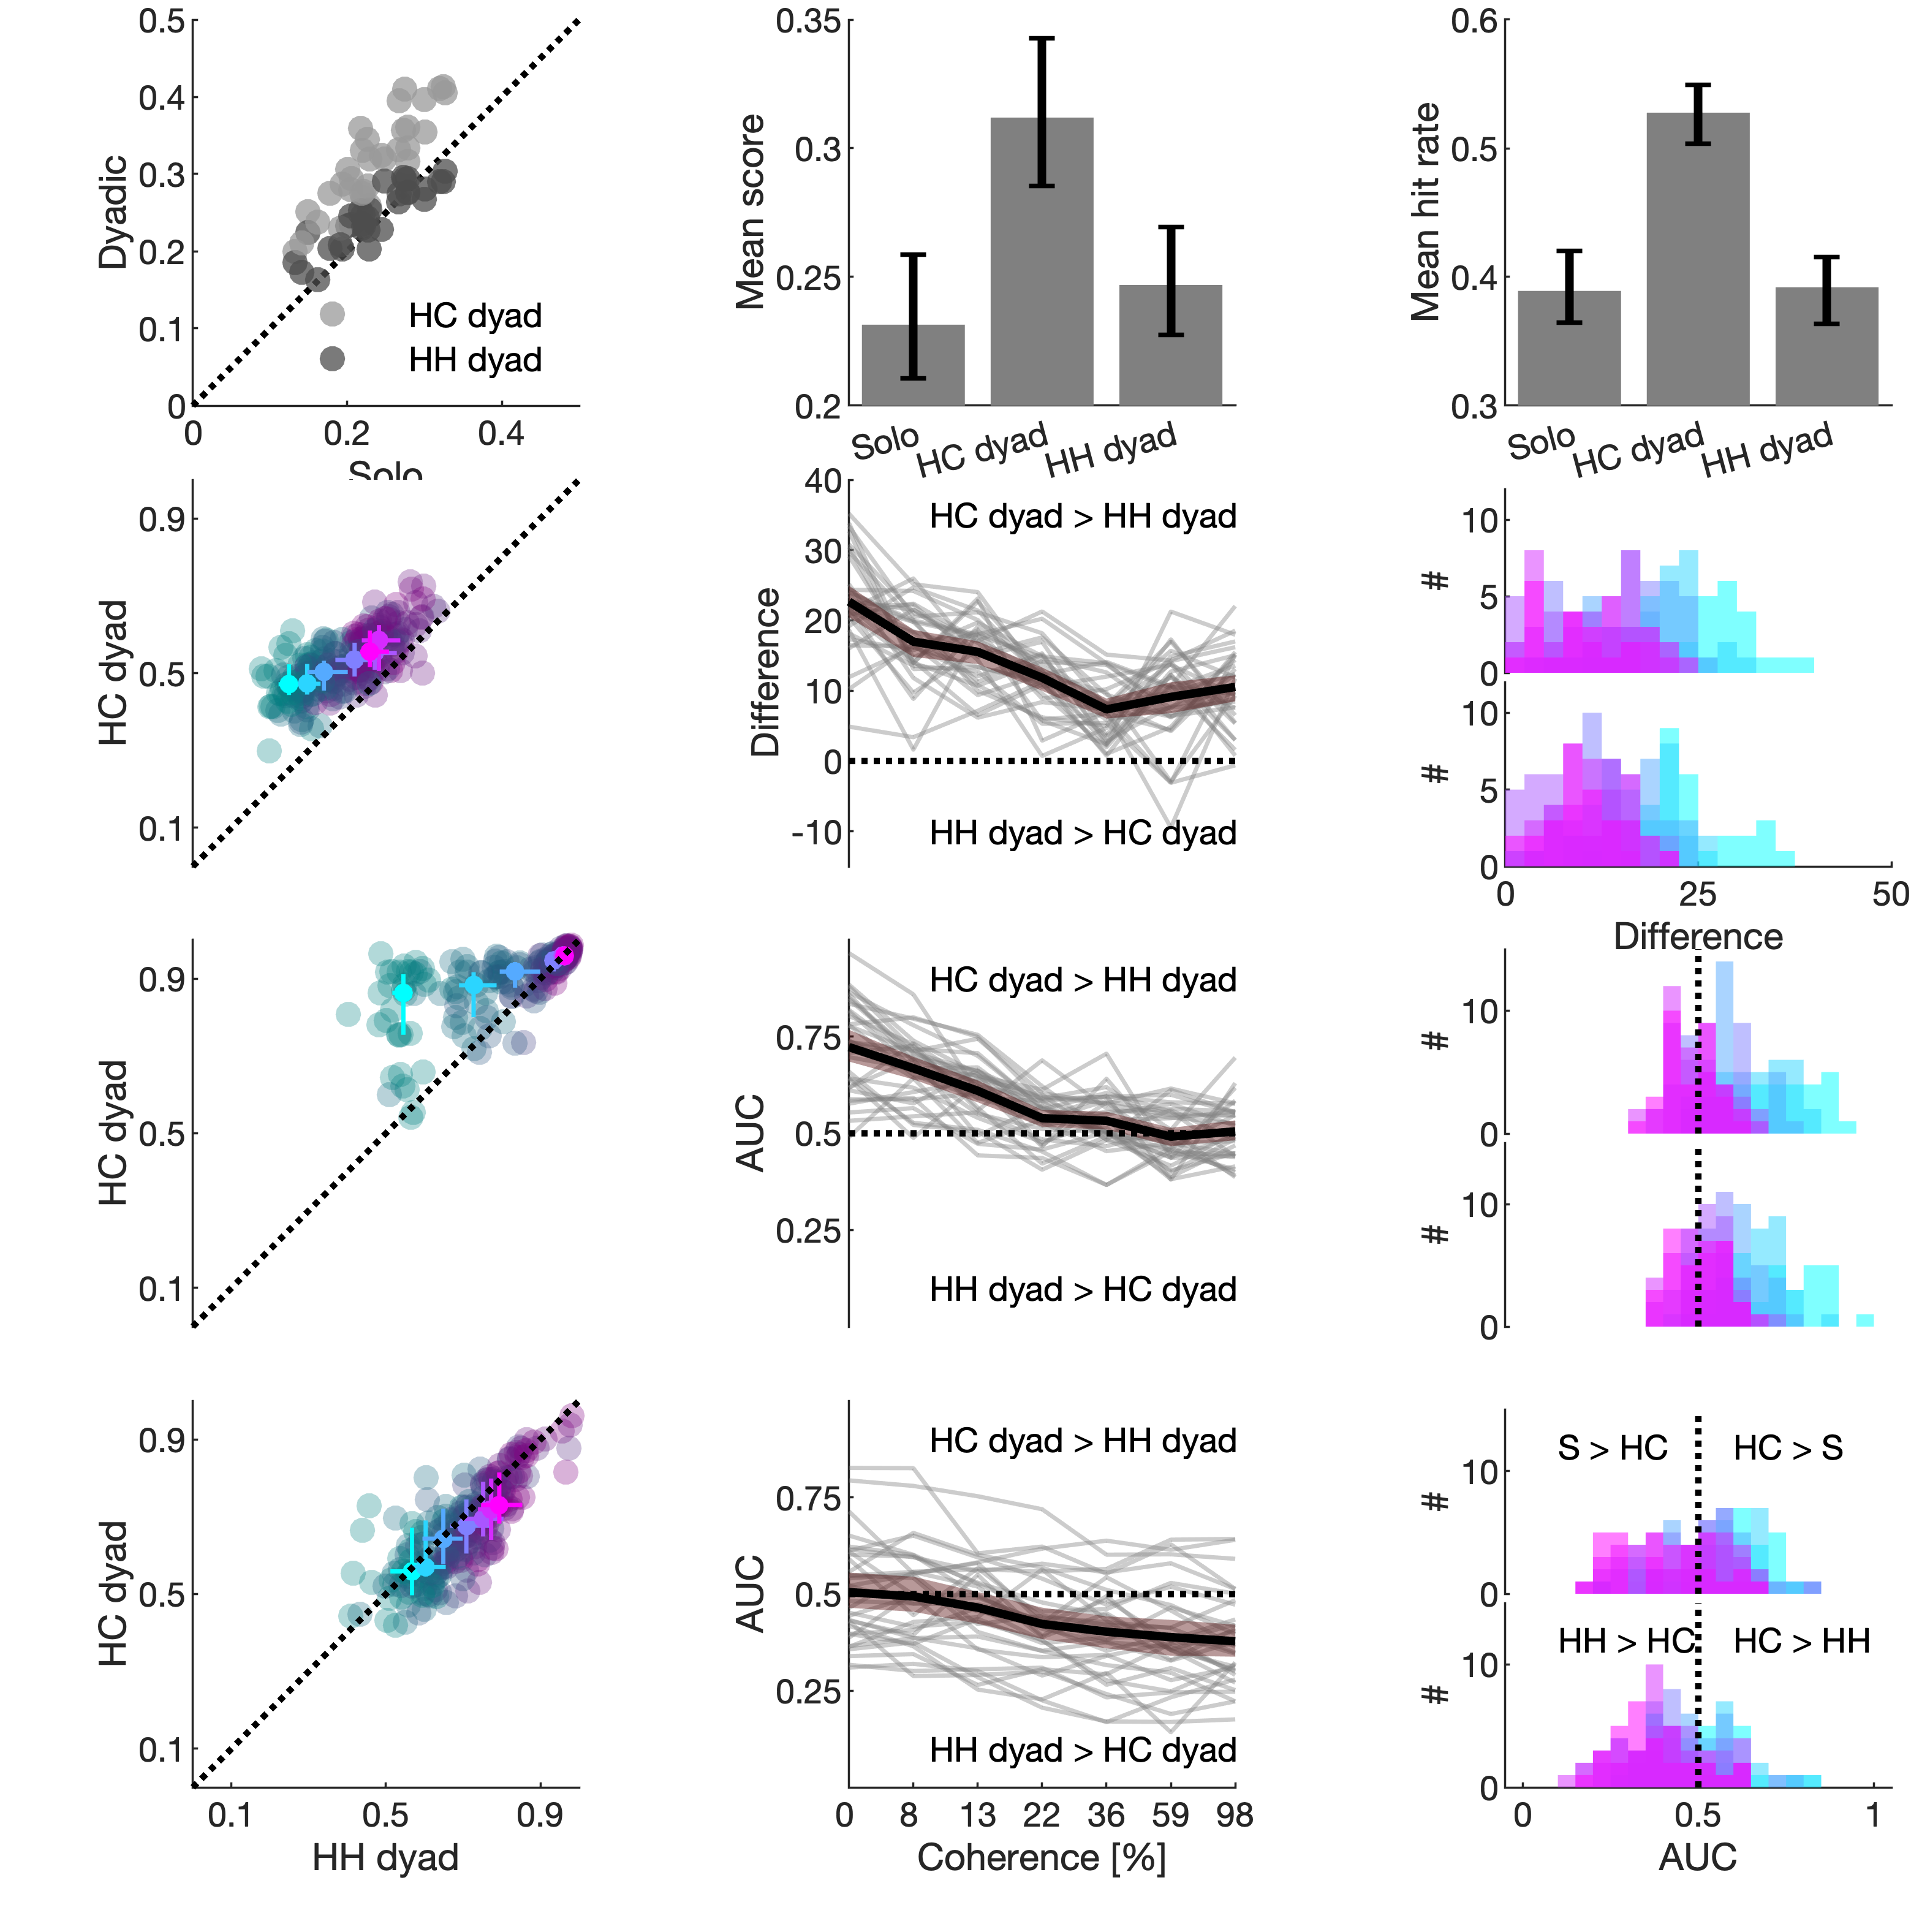 0.5
0.4
0.3
0.2
0.1
0
Dyadic
HC dyad
HH dyad
0
0.2
0.4
Solo
0.35
0.3
0.25
0.2
Mean score
Solo
HC dyad
HH dyad
0.6
0.5
0.4
0.3
Mean hit rate
Solo
HC dyad
HH dyad
0.9
0.5
0.1
HC dyad
40
30
20
10
0
-10
Difference
HC dyad > HH dyad
HH dyad > HC dyad
10
5
0
#
10
5
0
#
0
25
50
Difference
0.9
0.5
0.1
HC dyad
0.75
0.5
0.25
AUC
HC dyad > HH dyad
HH dyad > HC dyad
10
0
#
10
0
#
0.9
0.5
0.1
HC dyad
0.1
0.5
0.9
HH dyad
0.75
0.5
0.25
AUC
HC dyad > HH dyad
HH dyad > HC dyad
0
8
13
22
36
59
98
Coherence [%]
S > HC
HC > S
10
0
#
HH > HC
HC > HH
10
0
#
0
0.5
1
AUC